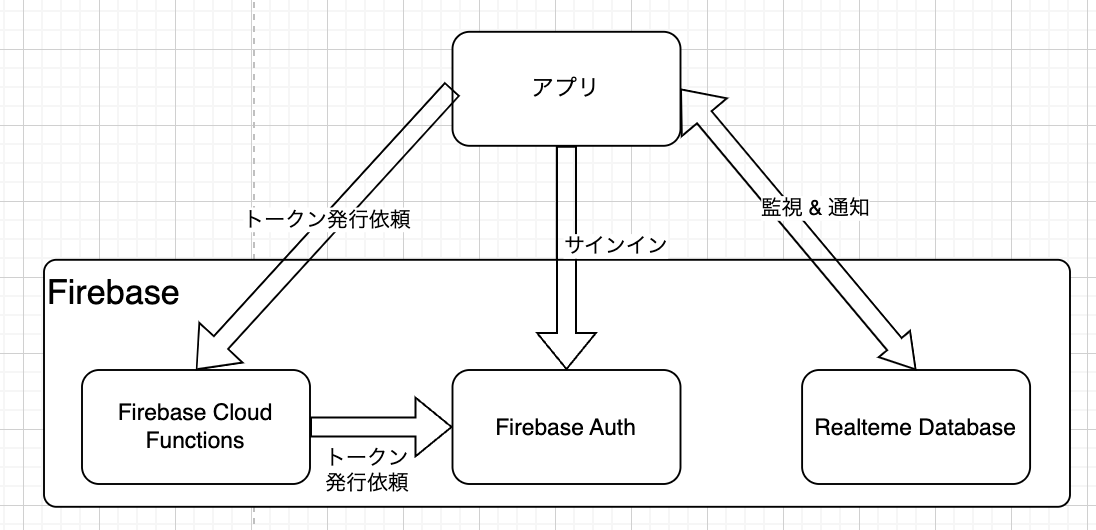 アプリ
トークン発行依頼
監視 & 通知
サインイン
Firebase
Firebase Cloud
Functions
Firebase Auth
Realteme Database
トークン
発行依頼